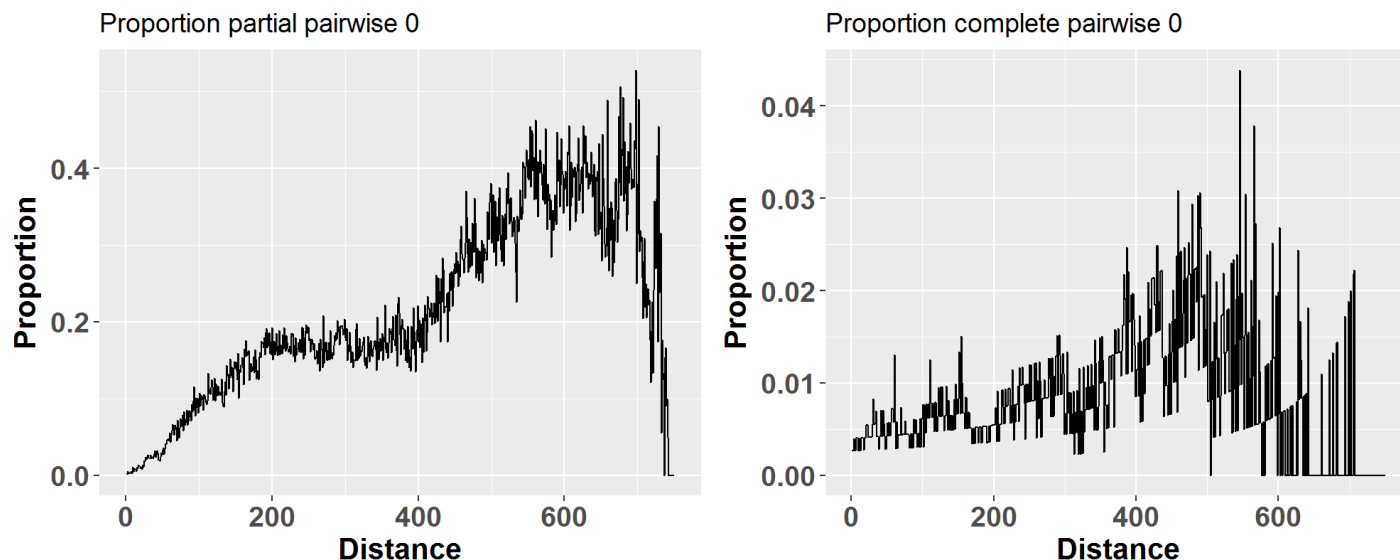 Proportion partial pairwise 0
Proportion
0.4
0.2
0.0
0 200 400 600
Distance
Proportion complete pairwise 0
Proportion
0.04
0.03
0.02
0.01
0.00
0 200 400 600
Distance